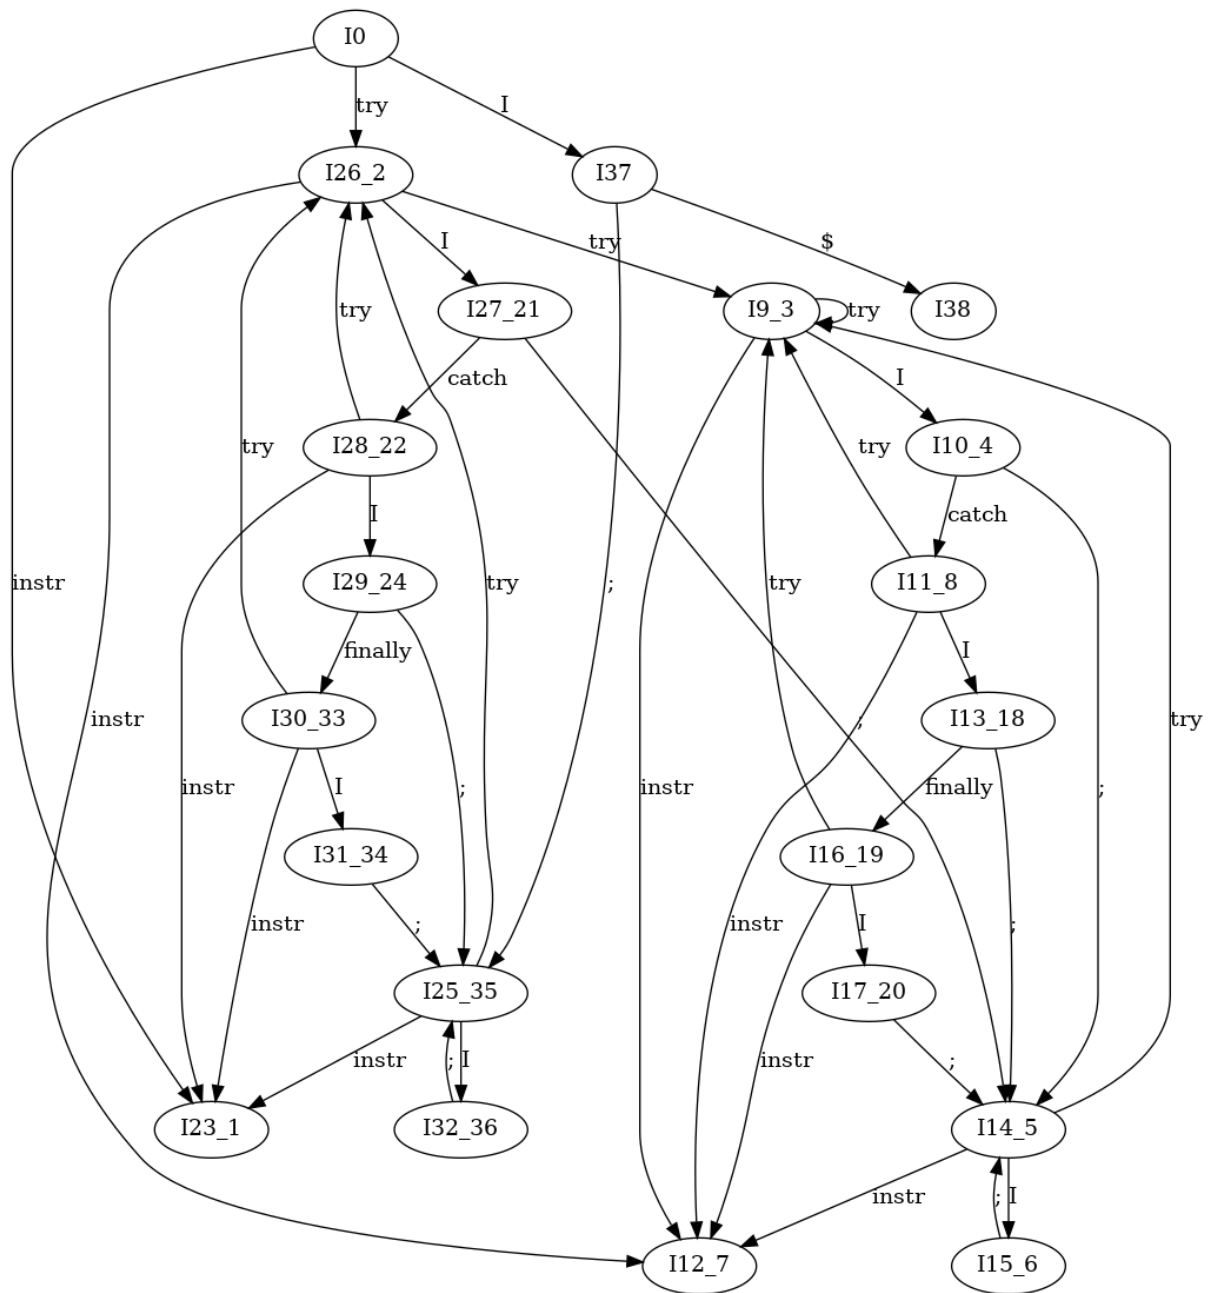 I0
try
I
I26_2
I37
I
try
$
I27_21
I9_3
try
I38
try
catch
I
I28_22
I10_4
try
try
I
catch
I29_24
I11_8
instr
try
try
;
finally
I
;
I30_33
I13_18
instr
try
instr
I
;
instr
finally
;
I31_34
I16_19
instr
;
instr
I
;
I25_35
I17_20
instr
;
I
instr
;
I23_1
I32_36
I14_5
instr
;
I
I12_7
I15_6